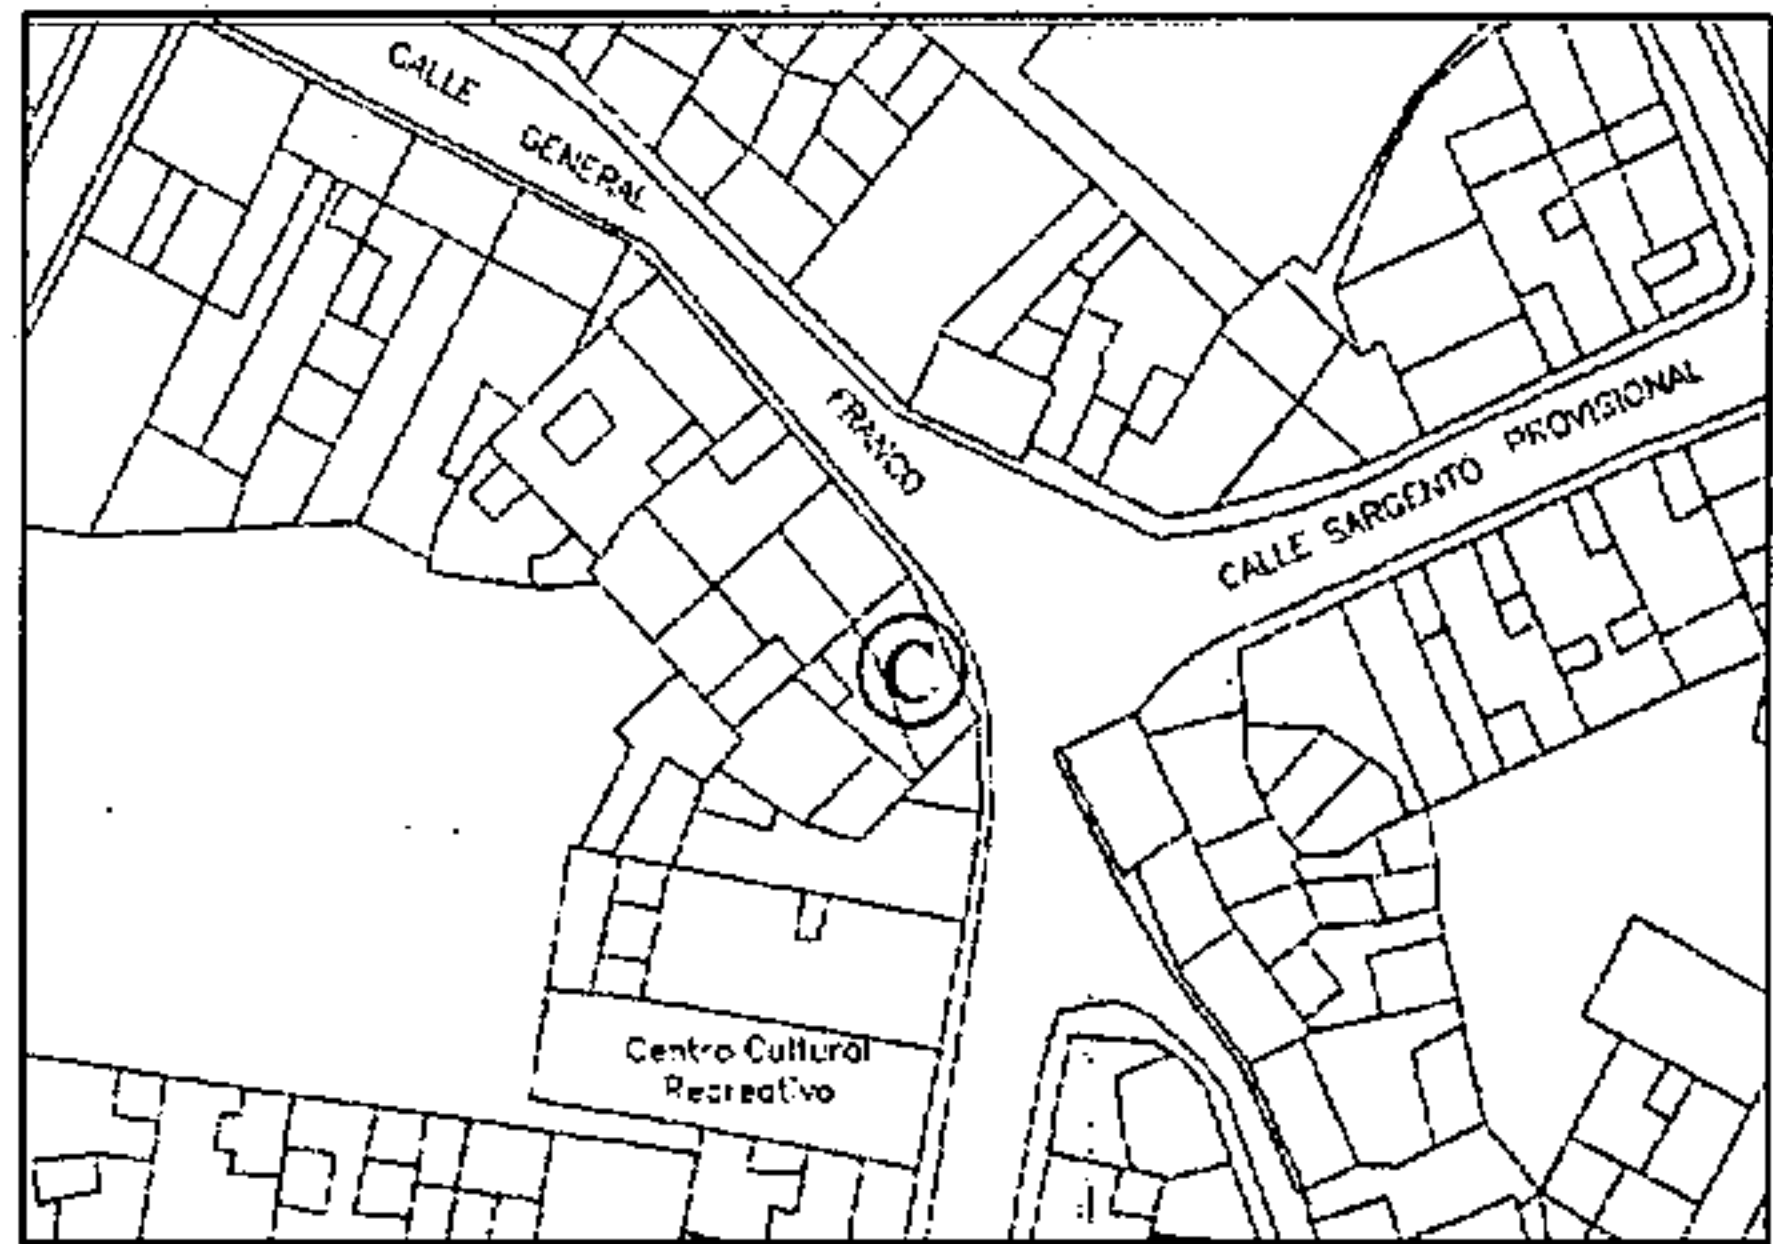 CALLE GENERAL FRANCO
CALLE SARGENTO PROVISIONAL
C
Centro Cultural
Recreativo